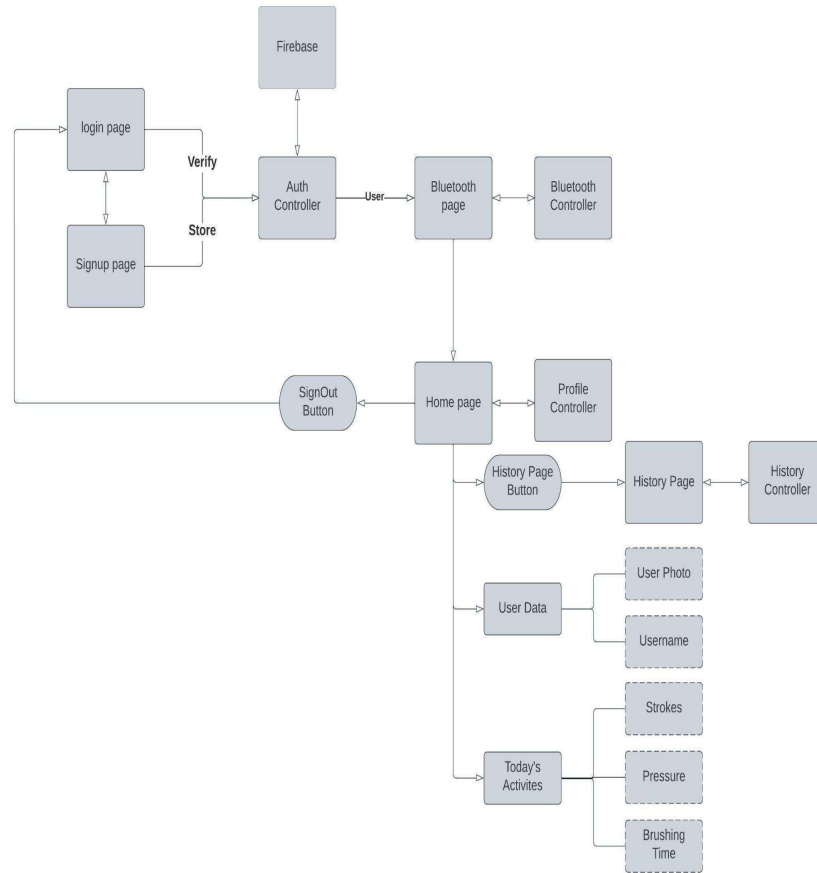 Firebase
login page
Verify
Auth
Controller
User
Bluetooth
page
Bluetooth
Controller
Store
Signup page
SignOut
Button
Home page
Profile
Controller
History Page
Button
History Page
History
Controller
User Photo
User Data
Username
Strokes
Today's
Activites
Pressure
Brushing
Time